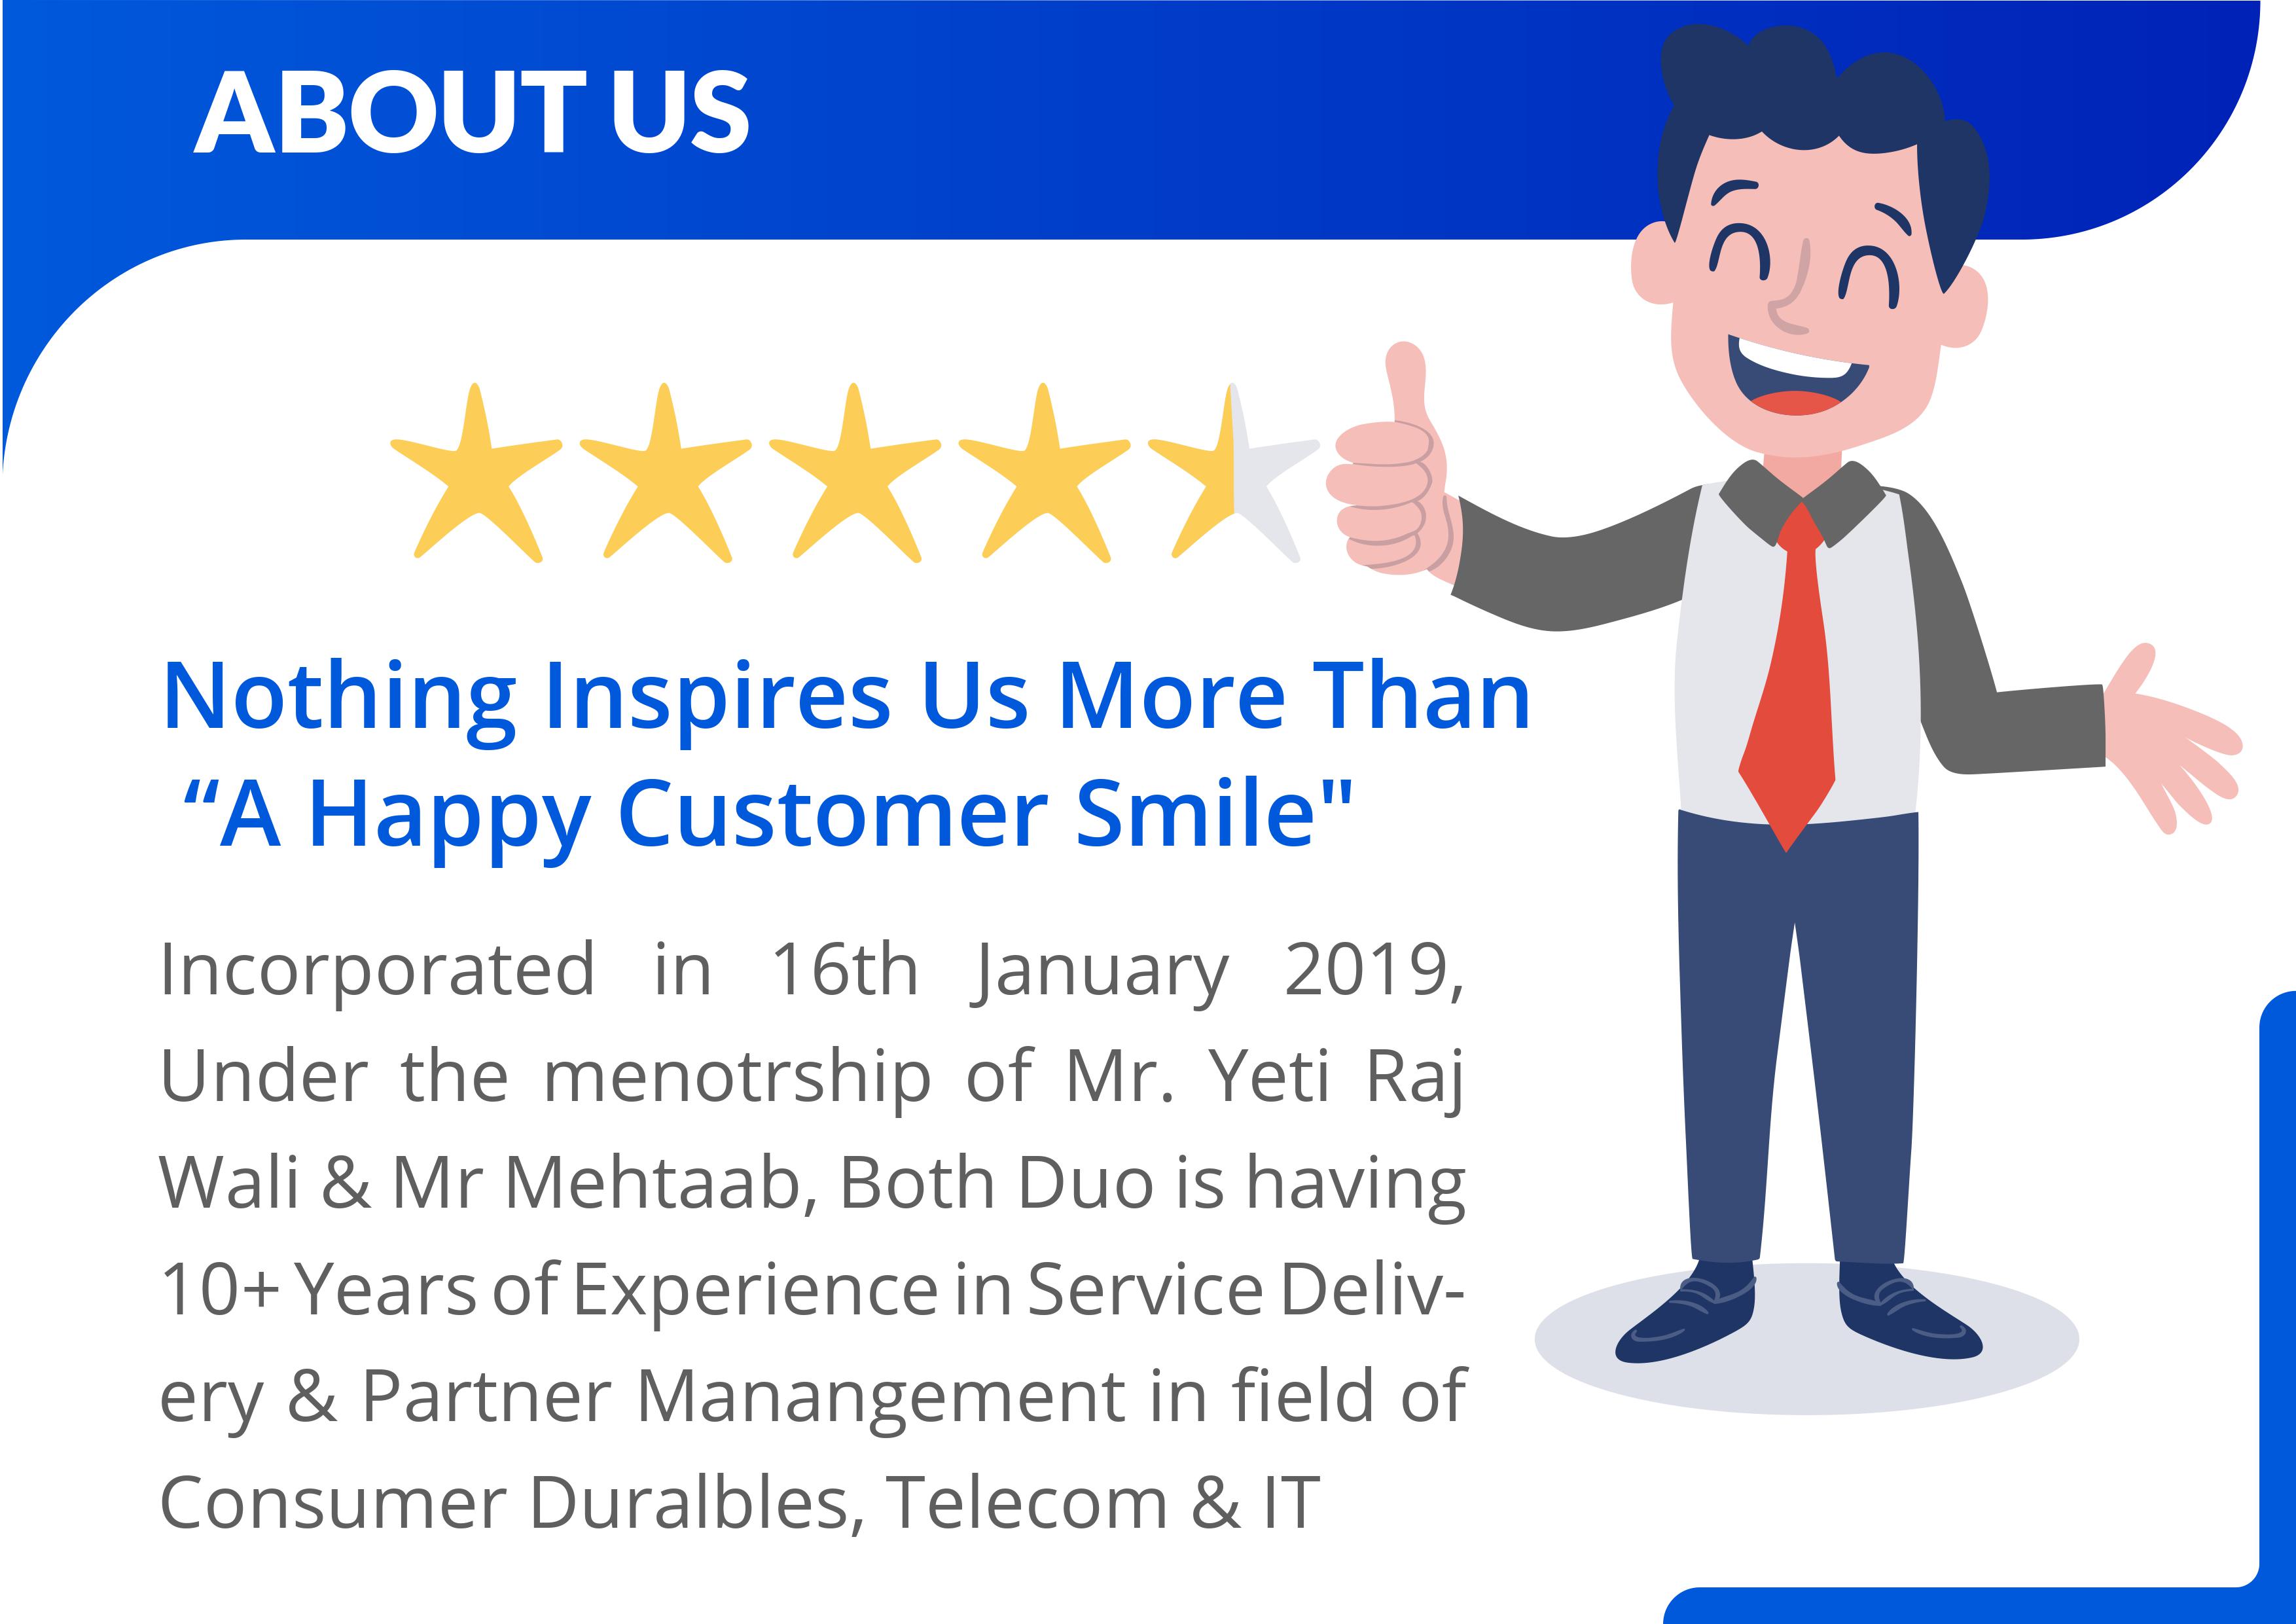 ABOUT US
Nothing Inspires Us More Than
“A Happy Customer Smile"
Incorporated in 16th January 2019,
Under the menotrship of Mr. Yeti Raj
Wali & Mr Mehtaab, Both Duo is having
10+ Years of Experience in Service Deliv-
ery & Partner Manangement in field of
Consumer Duralbles, Telecom & IT